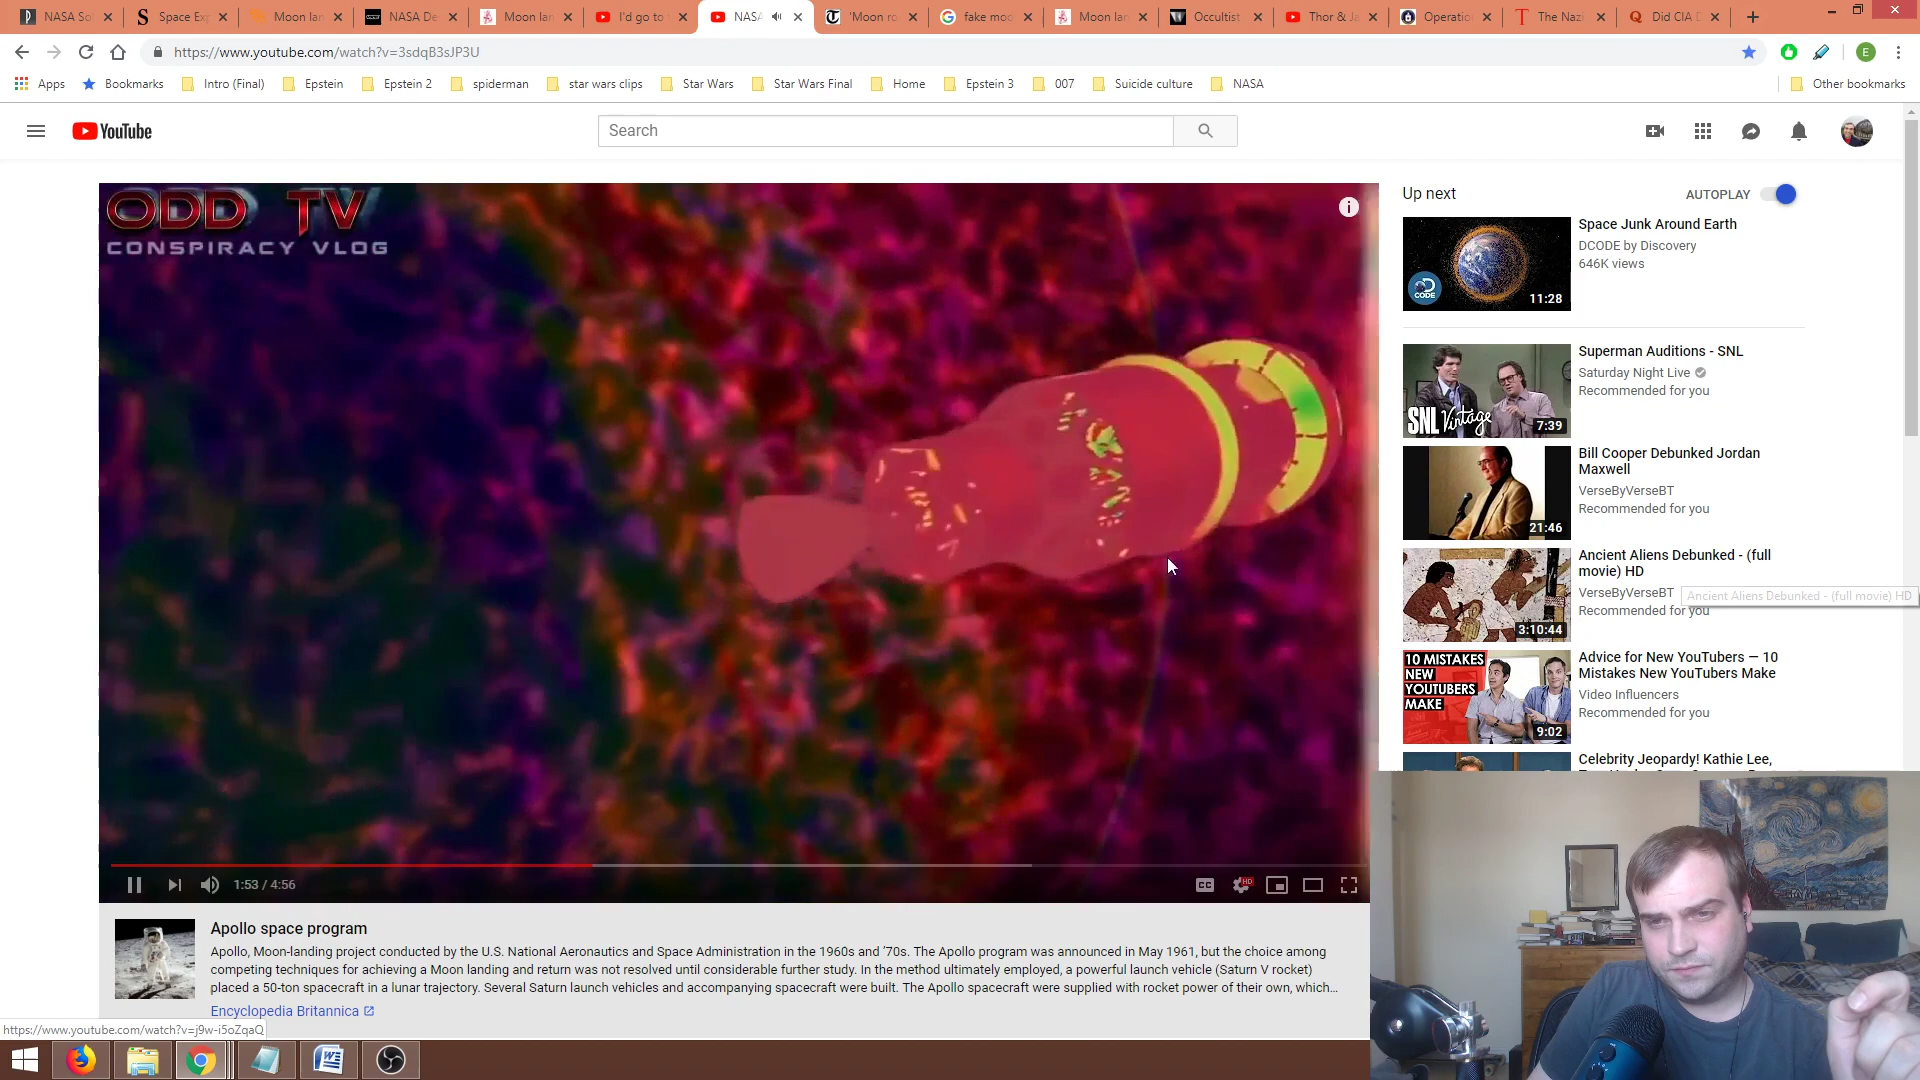 NASA Sol
Space Ex
Moon lan
NASA De
Moon lan
I'd go to
NASA
'Moon ro
fake moo
Moon lan
Occultist
Thor & Ja
Operatio
The Nazi
Did CIA D
https://www.youtube.com/watch?v=3sdqB3sJP3U
E
Apps
Bookmarks
Intro (Final)
Epstein
Epstein 2
spiderman
star wars clips
Star Wars
Star Wars Final
Home
Epstein 3
007
Suicide culture
NASA
Other bookmarks
YouTube
Search
ODD TV
CONSPIRACY VLOG
1:53 / 4:56
CC
HD
Up next
AUTOPLAY
DCODE
11:28
Space Junk Around Earth
DCODE by Discovery
646K views
SNL Vintage
7:39
Superman Auditions - SNL
Saturday Night Live
Recommended for you
21:46
Bill Cooper Debunked Jordan
Maxwell
VerseByVerseBT
Recommended for you
3:10:44
Ancient Aliens Debunked - (full
movie) HD
VerseByVerseBT
Ancient Aliens Debunked - (full movie) HD
Recommended for you
10 MISTAKES
NEW
YOUTUBERS
MAKE
9:02
Advice for New YouTubers — 10
Mistakes New YouTubers Make
Video Influencers
Recommended for you
Celebrity Jeopardy! Kathie Lee,
Apollo space program
Apollo, Moon-landing project conducted by the U.S. National Aeronautics and Space Administration in the 1960s and '70s. The Apollo program was announced in May 1961, but the choice among
competing techniques for achieving a Moon landing and return was not resolved until considerable further study. In the method ultimately employed, a powerful launch vehicle (Saturn V rocket)
placed a 50-ton spacecraft in a lunar trajectory. Several Saturn launch vehicles and accompanying spacecraft were built. The Apollo spacecraft were supplied with rocket power of their own, which...
Encyclopedia Britannica
https://www.youtube.com/watch?v=j9w-i5oZqaQ